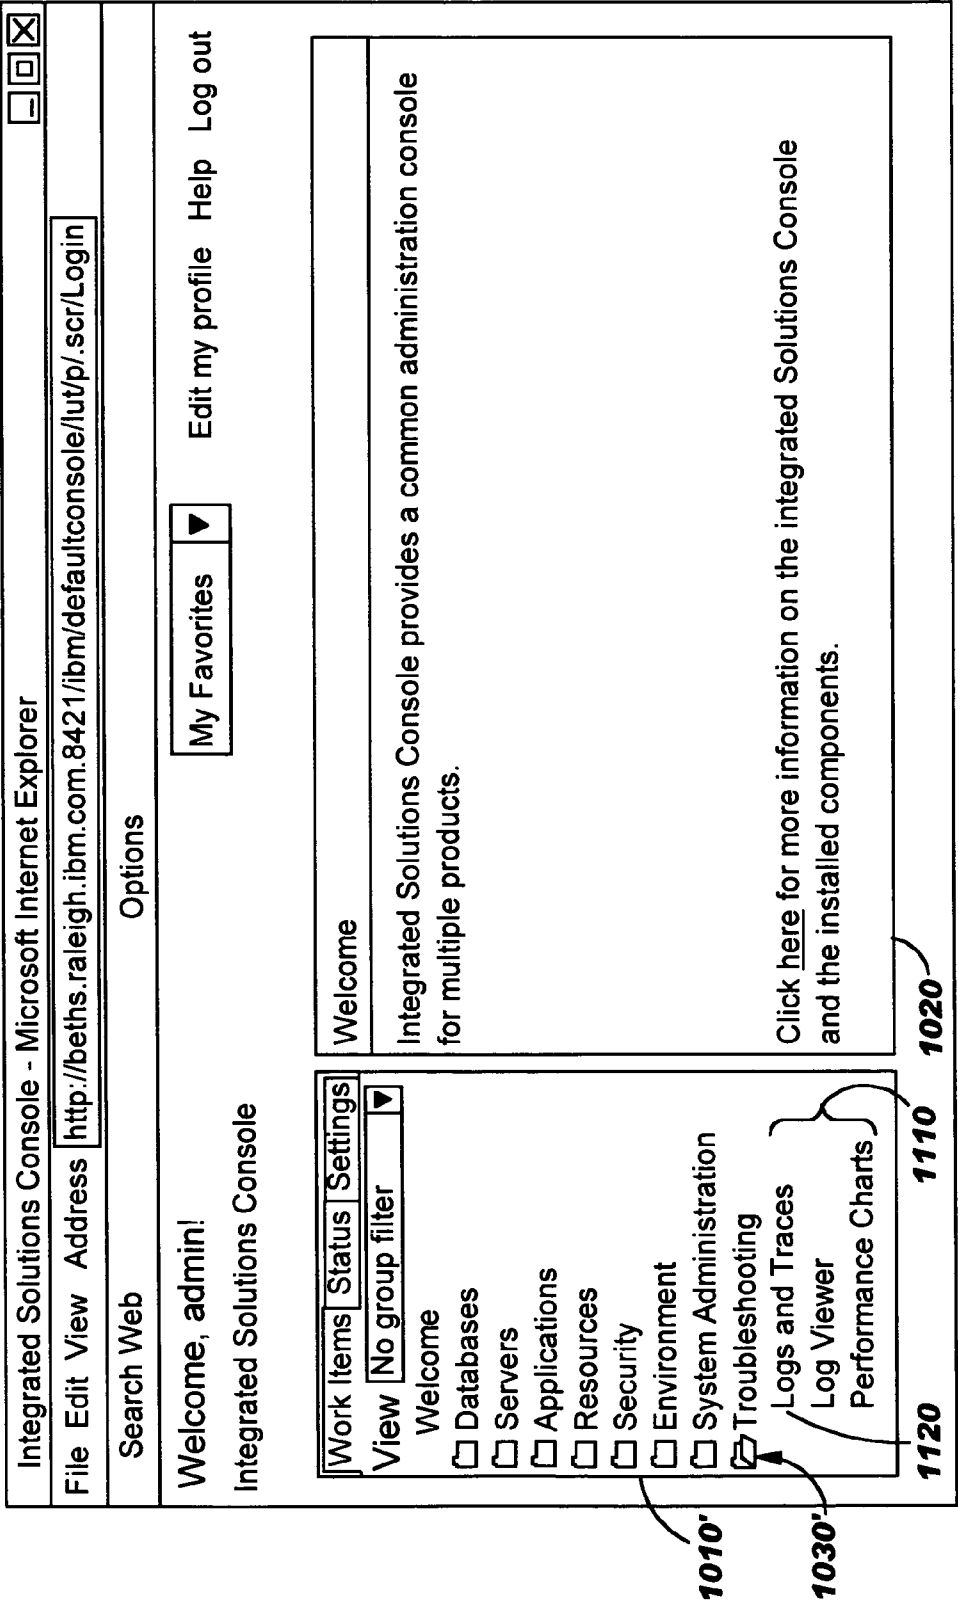 Integrated Solutions Console - Microsoft Internet Explorer
File Edit View Address http://beths.raleigh.ibm.com.8421/ibm/defaultconsole/lut/p/.scr/Login
Search Web Options
Welcome, admin! My Favorites Edit my profile Help Log out
Integrated Solutions Console
Work Items Status Settings
View No group filter
Welcome
Databases
Servers
Applications
Resources
Security
Environment
System Administration
Troubleshooting
Logs and Traces
Log Viewer
Performance Charts
Welcome
Integrated Solutions Console provides a common administration console
for multiple products.
Click here for more information on the integrated Solutions Console
and the installed components.
1010'
1030'
1120
1110
1020